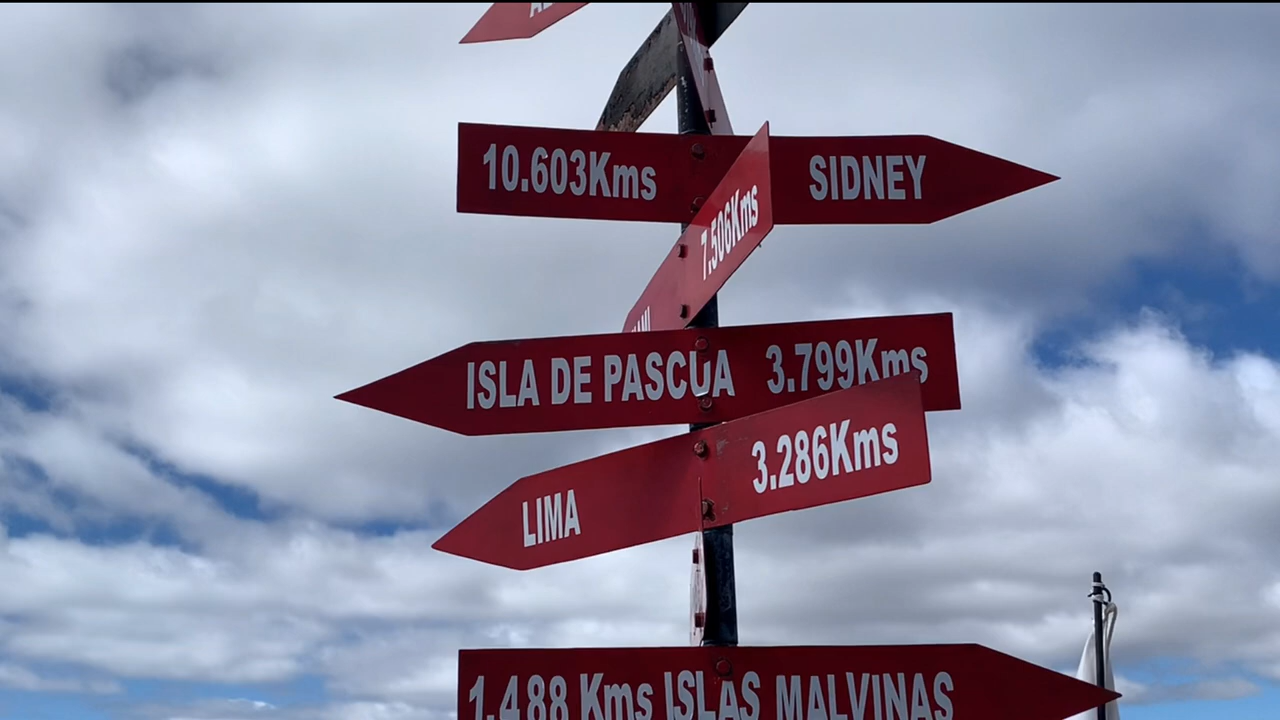 10.603Kms SIDNEY
7.506Kms
ISLA DE PASCUA 3.799Kms
LIMA 3.286Kms
1.488 Kms ISLAS MALVINAS